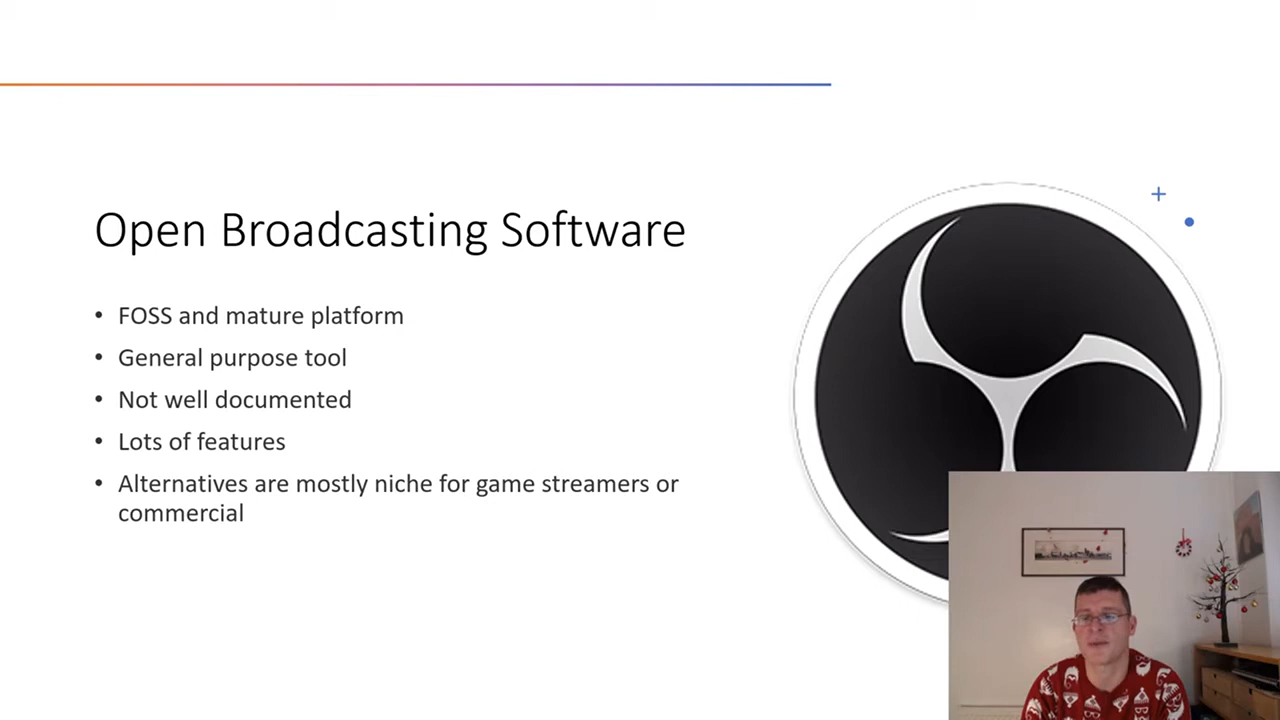 Open Broadcasting Software
• FOSS and mature platform
• General purpose tool
• Not well documented
• Lots of features
• Alternatives are mostly niche for game streamers or
commercial